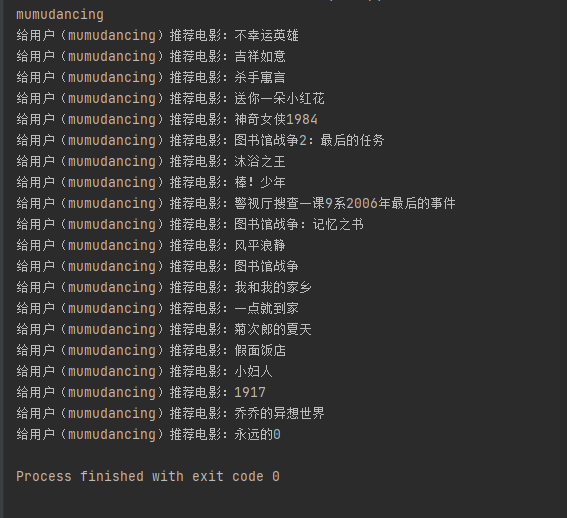 mumudancing
给用户（mumudancing）推荐电影：不幸运英雄
给用户（mumudancing）推荐电影：吉祥如意
给用户（mumudancing）推荐电影：杀手寓言
给用户（mumudancing）推荐电影：送你一朵小红花
给用户（mumudancing）推荐电影：神奇女侠1984
给用户（mumudancing）推荐电影：图书馆战争2：最后的任务
给用户（mumudancing）推荐电影：沐浴之王
给用户（mumudancing）推荐电影：棒！少年
给用户（mumudancing）推荐电影：警视厅搜查一课9系2006年最后的事件
给用户（mumudancing）推荐电影：图书馆战争：记忆之书
给用户（mumudancing）推荐电影：风平浪静
给用户（mumudancing）推荐电影：图书馆战争
给用户（mumudancing）推荐电影：我和我的家乡
给用户（mumudancing）推荐电影：一点就到家
给用户（mumudancing）推荐电影：菊次郎的夏天
给用户（mumudancing）推荐电影：假面饭店
给用户（mumudancing）推荐电影：小妇人
给用户（mumudancing）推荐电影：1917
给用户（mumudancing）推荐电影：乔乔的异想世界
给用户（mumudancing）推荐电影：永远的0
Process finished with exit code 0